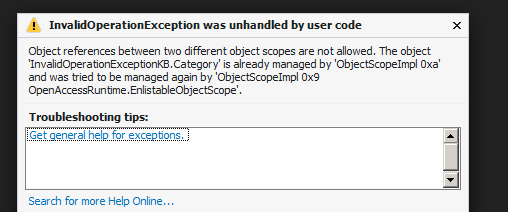 InvalidOperationException was unhandled by user code
Object references between two different object scopes are not allowed. The object
'InvalidOperationExceptionKB.Category' is already managed by 'ObjectScopeImpl 0xa'
and was tried to be managed again by 'ObjectScopeImpl 0x9
OpenAccessRuntime.EnlistableObjectScope'.
Troubleshooting tips:
Get general help for exceptions.
Search for more Help Online...